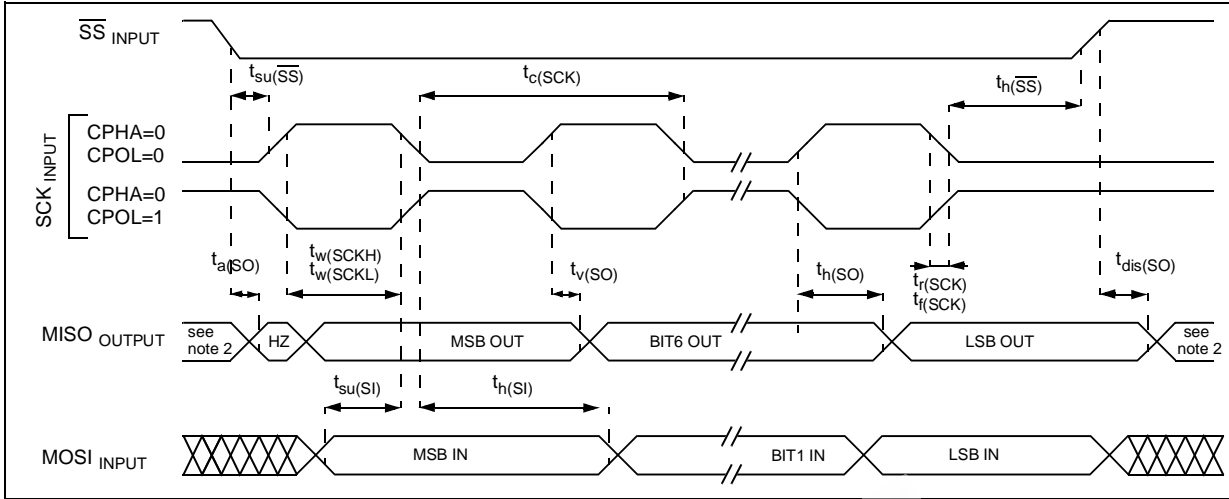 SS INPUT
tsu(SS)
tc(SCK)
th(SS)
SCK INPUT
CPHA=0
CPOL=0
CPHA=0
CPOL=1
ta(SO)
tw(SCKH)
tw(SCKL)
tv(SO)
th(SO)
tr(SCK)
tf(SCK)
tdis(SO)
MISO OUTPUT
see
note 2
HZ
MSB OUT
BIT6 OUT
LSB OUT
see
note 2
tsu(SI)
th(SI)
MOSI INPUT
MSB IN
BIT1 IN
LSB IN